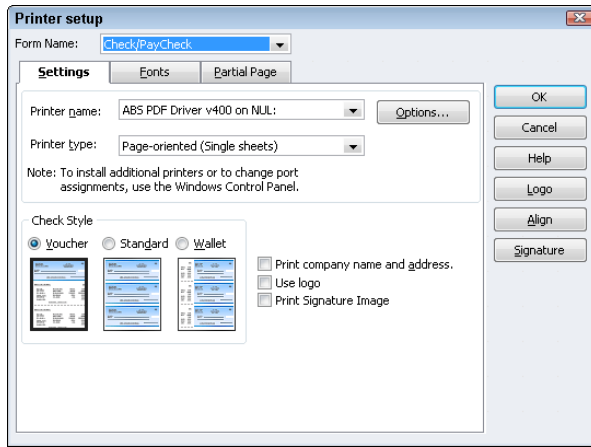 Printer setup
Form Name: Check/PayCheck
Settings Fonts Partial Page
Printer name: ABS PDF Driver v400 on NUL: Options...
Printer type: Page-oriented (Single sheets)
Note: To install additional printers or to change port
assignments, use the Windows Control Panel.
Check Style
Voucher Standard Wallet
Print company name and address.
Use logo
Print Signature Image
OK
Cancel
Help
Logo
Align
Signature